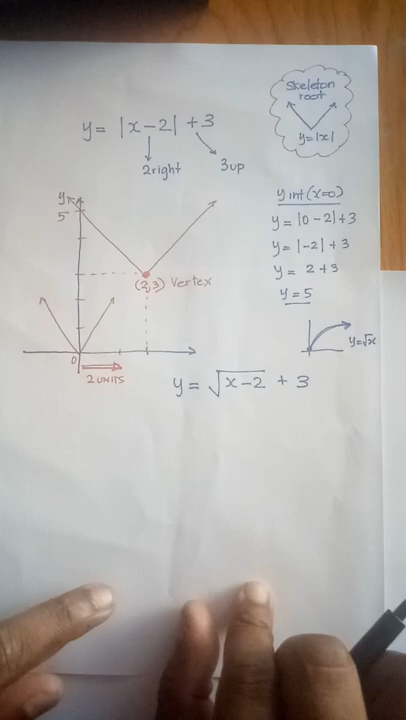 Skeleton
root
y=|x|
y = |x-2| +3
2right
3up
y int (x=0)
y = |0-2|+3
y = |-2| + 3
y = 2+3
y = 5
y
5
(2,3) Vertex
0
2 UNITS
y=√x
y = √x-2 + 3